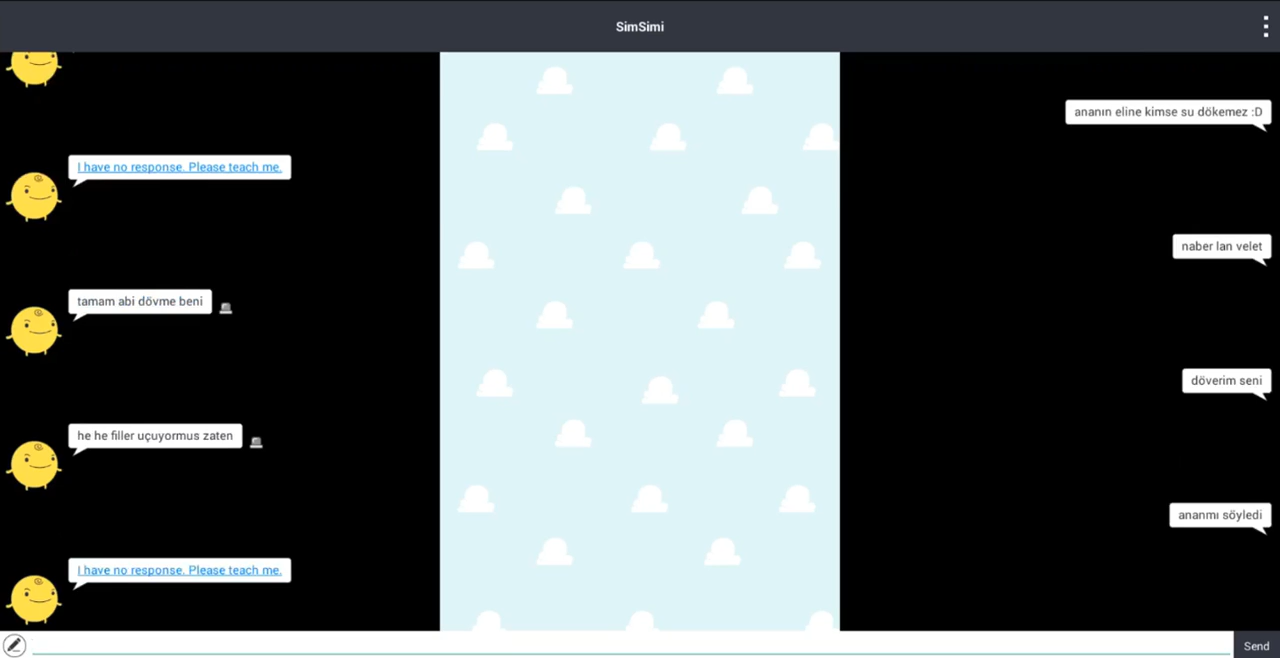 SimSimi
ananın eline kimse su dökemez :D
I have no response. Please teach me.
naber lan velet
tamam abi dövme beni
döverim seni
he he filler uçuyormus zaten
ananmı söyledi
I have no response. Please teach me.
Send